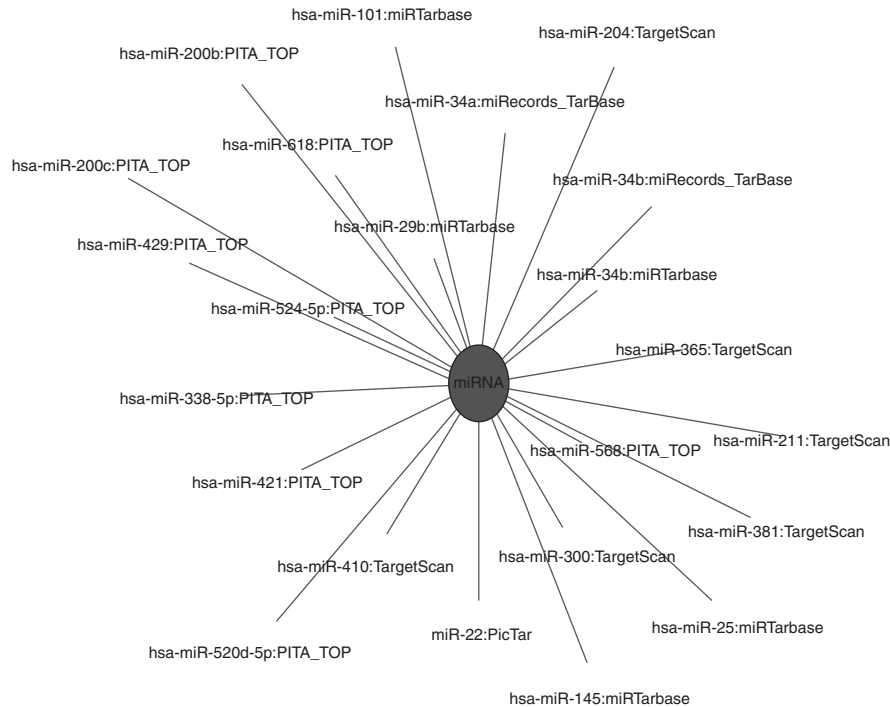 hsa-miR-101:miRTarbase
hsa-miR-204:TargetScan
hsa-miR-200b:PITA_TOP
hsa-miR-34a:miRecords_TarBase
hsa-miR-618:PITA_TOP
hsa-miR-200c:PITA_TOP
hsa-miR-34b:miRecords_TarBase
hsa-miR-29b:miRTarbase
hsa-miR-429:PITA_TOP
hsa-miR-34b:miRTarbase
hsa-miR-524-5p:PITA_TOP
hsa-miR-365:TargetScan
miRNA
hsa-miR-338-5p:PITA_TOP
hsa-miR-211:TargetScan
hsa-miR-568:PITA_TOP
hsa-miR-421:PITA_TOP
hsa-miR-381:TargetScan
hsa-miR-300:TargetScan
hsa-miR-410:TargetScan
hsa-miR-25:miRTarbase
miR-22:PicTar
hsa-miR-520d-5p:PITA_TOP
hsa-miR-145:miRTarbase